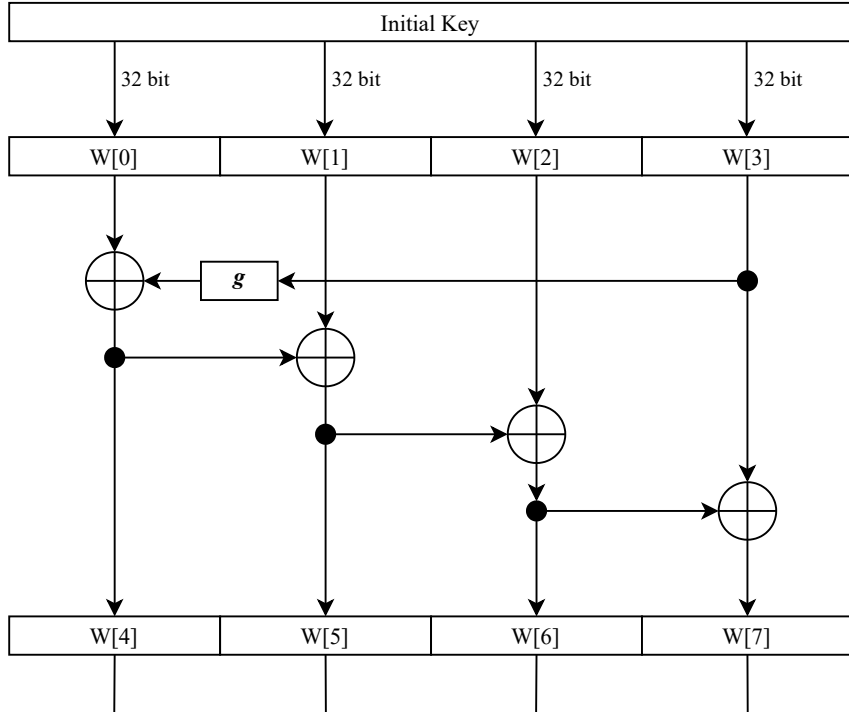 Initial Key
32 bit 32 bit 32 bit 32 bit
W[0] W[1] W[2] W[3]
g
W[4] W[5] W[6] W[7]